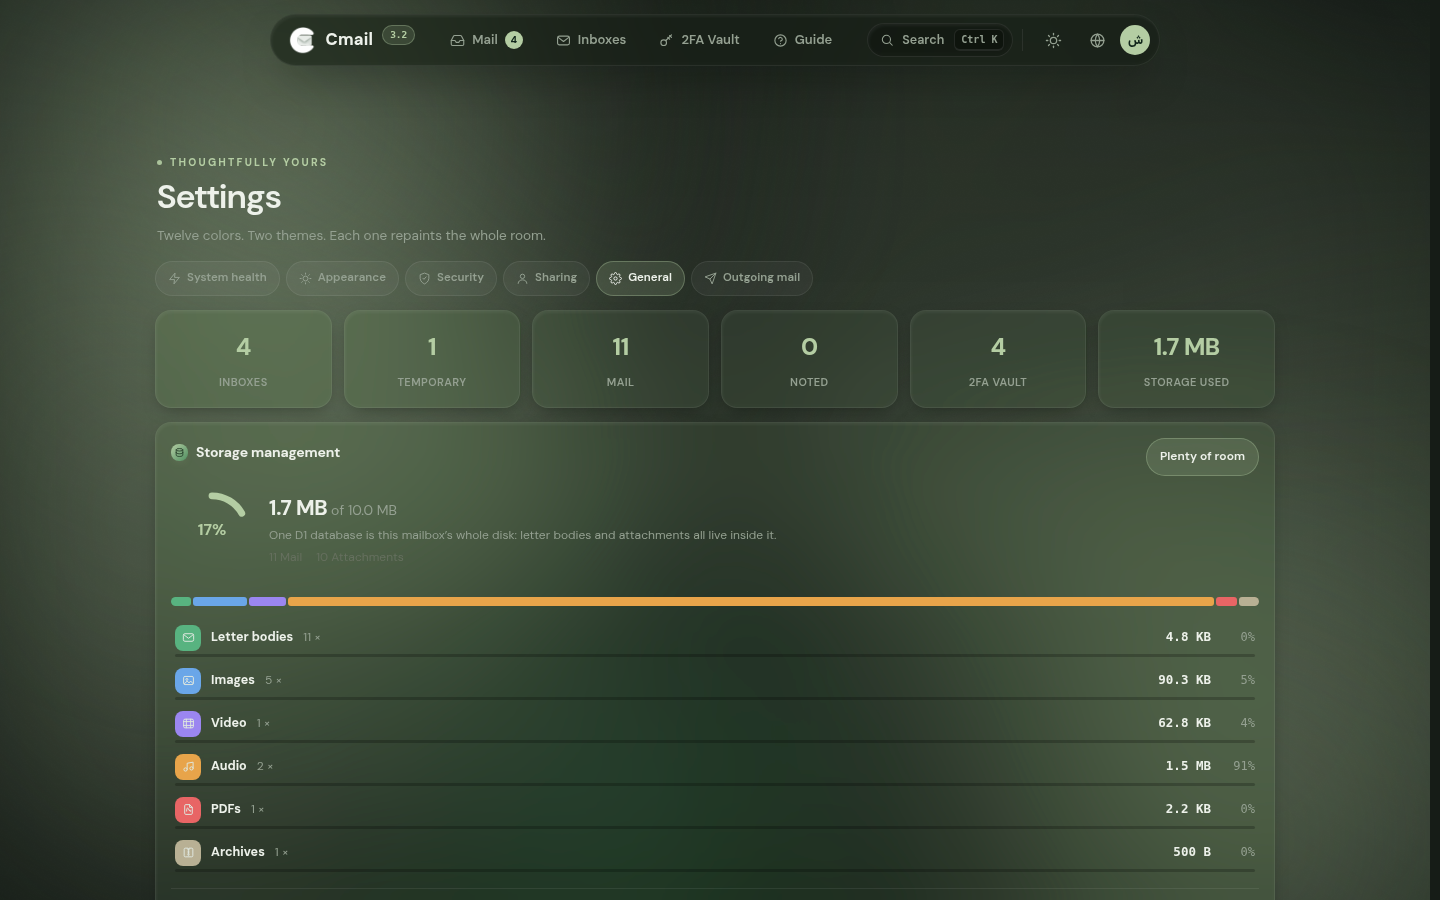 Cmail 3.2 Mail 4 Inboxes 2FA Vault Guide Search Ctrl K ش
THOUGHTFULLY YOURS
Settings
Twelve colors. Two themes. Each one repaints the whole room.
System health Appearance Security Sharing General Outgoing mail
4 1 11 0 4 1.7 MB
INBOXES TEMPORARY MAIL NOTED 2FA VAULT STORAGE USED
Storage management Plenty of room
1.7 MB of 10.0 MB
17%
One D1 database is this mailbox’s whole disk: letter bodies and attachments all live inside it.
11 Mail 10 Attachments
Letter bodies 11 × 4.8 KB 0%
Images 5 × 90.3 KB 5%
Video 1 × 62.8 KB 4%
Audio 2 × 1.5 MB 91%
PDFs 1 × 2.2 KB 0%
Archives 1 × 500 B 0%